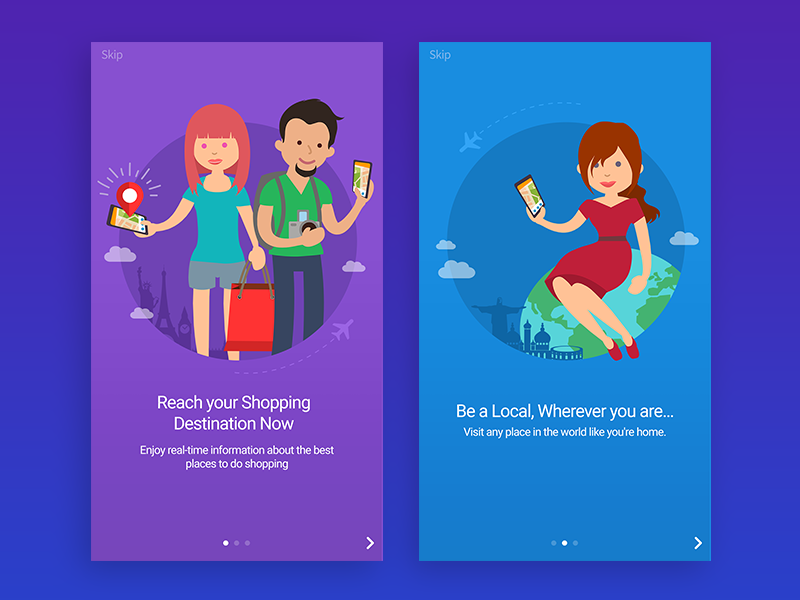 Skip
Reach your Shopping
Destination Now
Enjoy real-time information about the best
places to do shopping
Skip
Be a Local, Wherever you are...
Visit any place in the world like you're home.